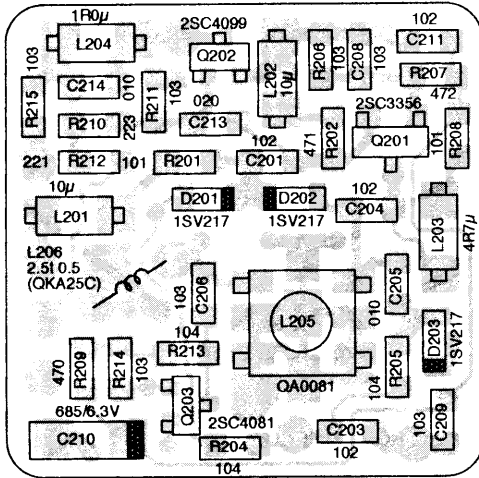 1R0µ
L204
2SC4099
Q202
L202
10µ
R206
103
C208
103
102
C211
R207
472
103
R215
C214
010
R210
223
R211
103
020
C213
2SC3356
Q201
471
R202
101
R208
221
R212
101
R201
102
C201
10µ
L201
D201
1SV217
D202
1SV217
102
C204
L203
4R7µ
L206
2.5t 0.5
(QKA25C)
103
C206
L205
QA0081
010
C205
D203
1SV217
104
R213
470
R209
R214
103
104
R205
685/6.3V
C210
Q203
2SC4081
R204
104
C203
102
103
C209